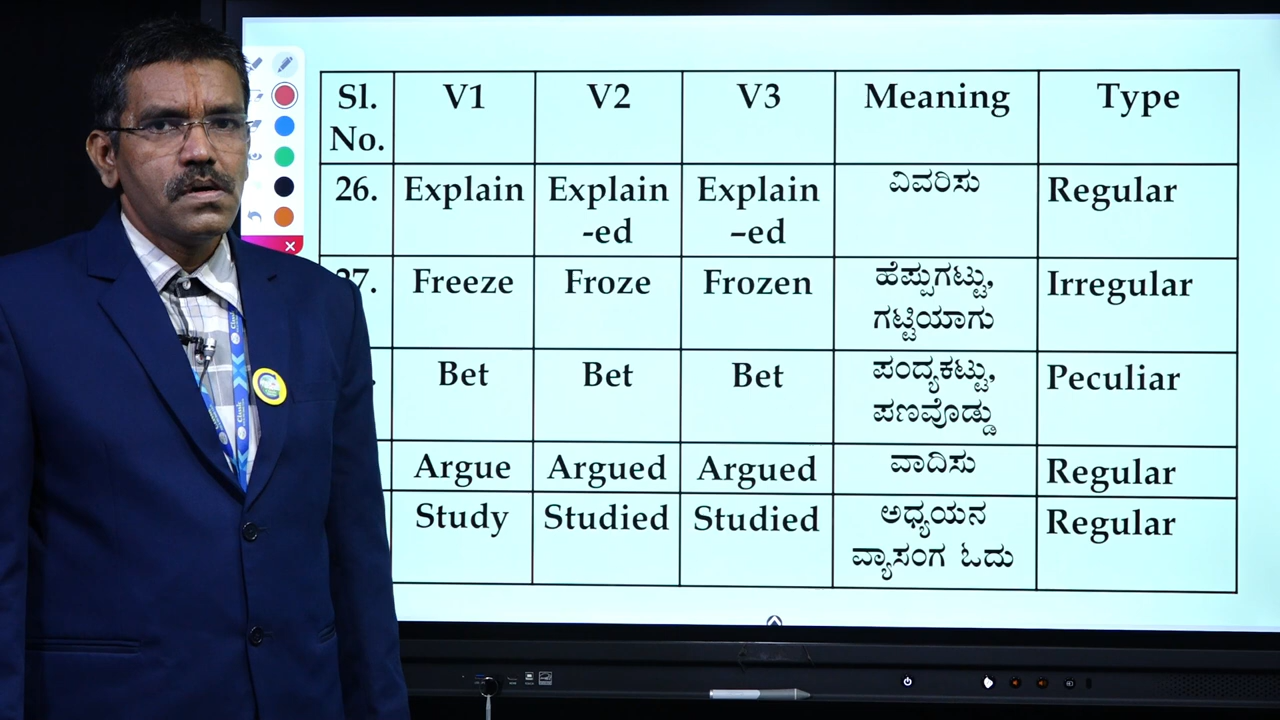 Sl. No. V1 V2 V3 Meaning Type
26. Explain Explain -ed Explain –ed ವಿವರಿಸು Regular
27. Freeze Froze Frozen ಹೆಪ್ಪುಗಟ್ಟು, ಗಟ್ಟಿಯಾಗು Irregular
Bet Bet Bet ಪಂದ್ಯಕಟ್ಟು, ಪಣವೊಡ್ಡು Peculiar
Argue Argued Argued ವಾದಿಸು Regular
Study Studied Studied ಅಧ್ಯಯನ ವ್ಯಾಸಂಗ ಓದು Regular
Classic